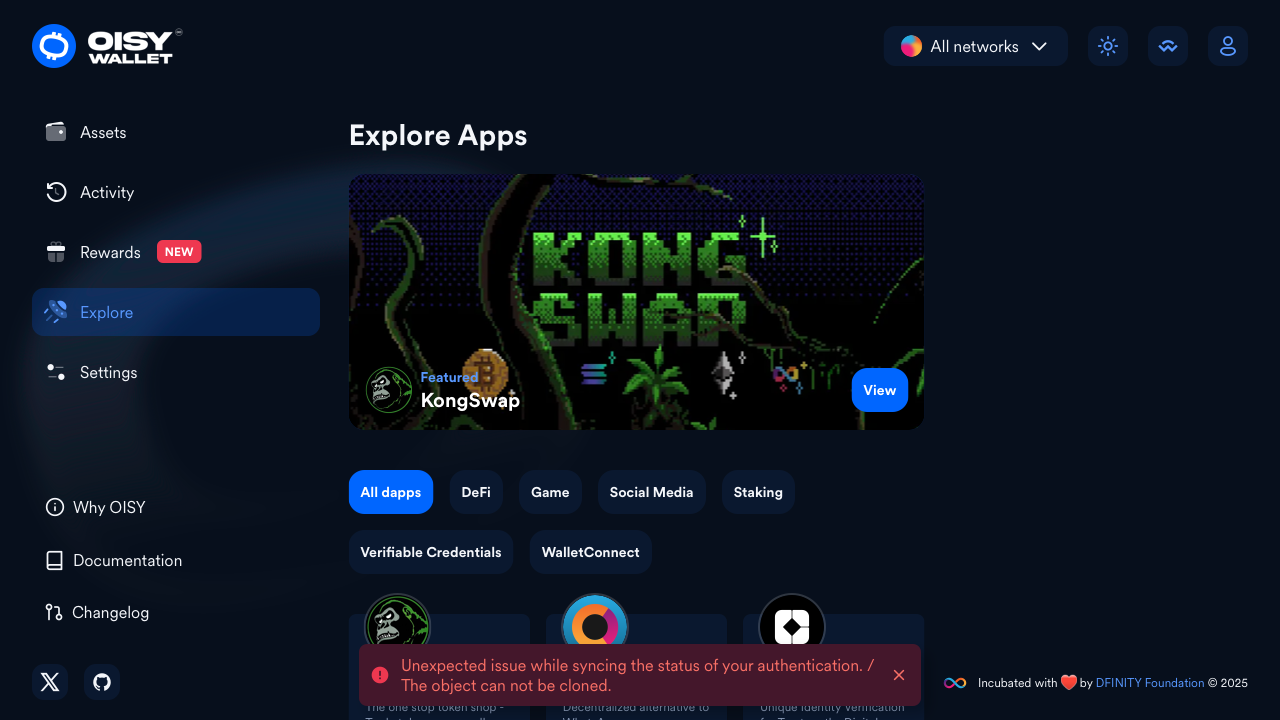 OISY
WALLET
All networks
Assets
Activity
Rewards NEW
Explore
Settings
Why OISY
Documentation
Changelog
Explore Apps
KONG
SWAP
Featured
KongSwap
View
All dapps
DeFi
Game
Social Media
Staking
Verifiable Credentials
WalletConnect
Unexpected issue while syncing the status of your authentication. /
The object can not be cloned.
The one stop token shop -
Decentralized alternative to
Unique Identity Verification
Incubated with ❤️ by DFINITY Foundation © 2025